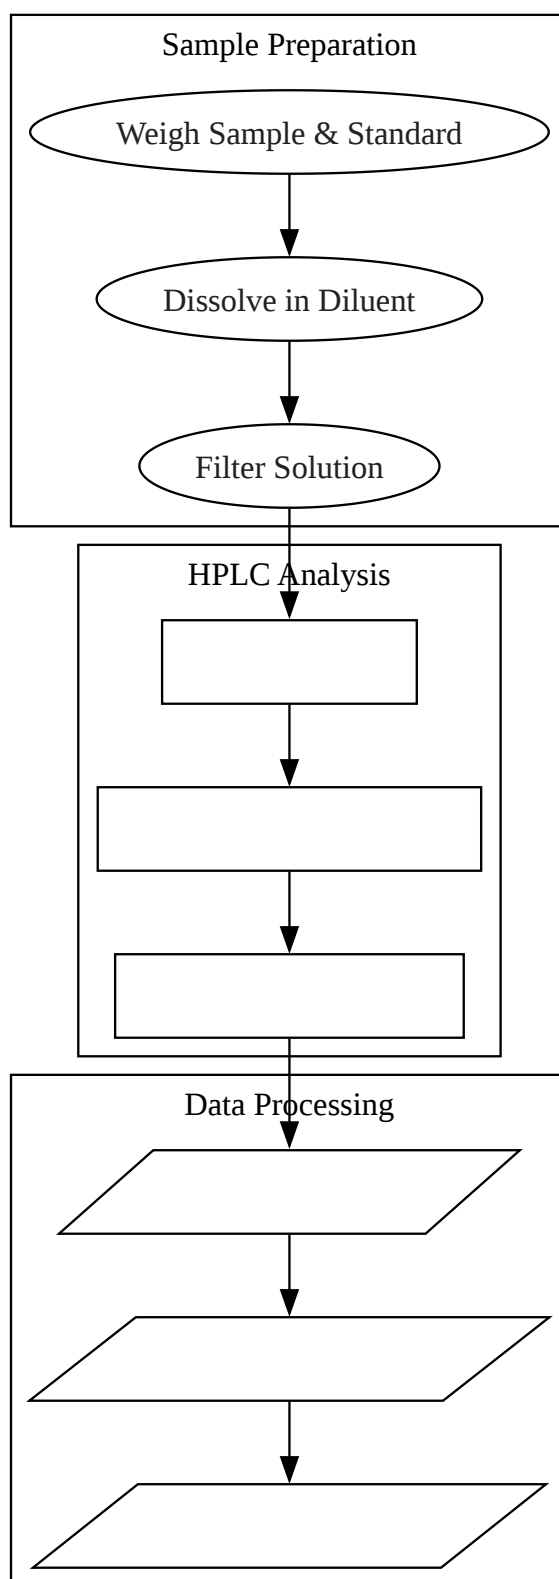 Sample Preparation
Weigh Sample & Standard
Dissolve in Diluent
Filter Solution
HPLC Analysis
Data Processing